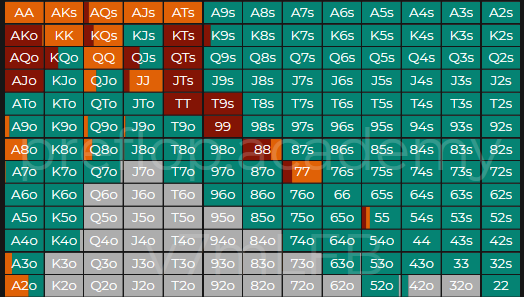 AA AKs AQs AJs ATs A9s A8s A7s A6s A5s A4s A3s A2s
AKo KK KQs KJs KTs K9s K8s K7s K6s K5s K4s K3s K2s
AQo KQo QQ QJs QTs Q9s Q8s Q7s Q6s Q5s Q4s Q3s Q2s
AJo KJo QJo JJ JTs J9s J8s J7s J6s J5s J4s J3s J2s
ATo KTo QTo JTo TT T9s T8s T7s T6s T5s T4s T3s T2s
A9o K9o Q9o J9o T9o 99 98s 97s 96s 95s 94s 93s 92s
A8o K8o Q8o J8o T8o 98o 88 87s 86s 85s 84s 83s 82s
preflop.academy
A7o K7o Q7o J7o T7o 97o 87o 77 76s 75s 74s 73s 72s
A6o K6o Q6o J6o T6o 96o 86o 76o 66 65s 64s 63s 62s
A5o K5o Q5o J5o T5o 95o 85o 75o 65o 55 54s 53s 52s
A4o K4o Q4o J4o T4o 94o 84o 74o 64o 54o 44 43s 42s
A3o K3o Q3o J3o T3o 93o 83o 73o 63o 53o 43o 33 32s
A2o K2o Q2o J2o T2o 92o 82o 72o 62o 52o 42o 32o 22